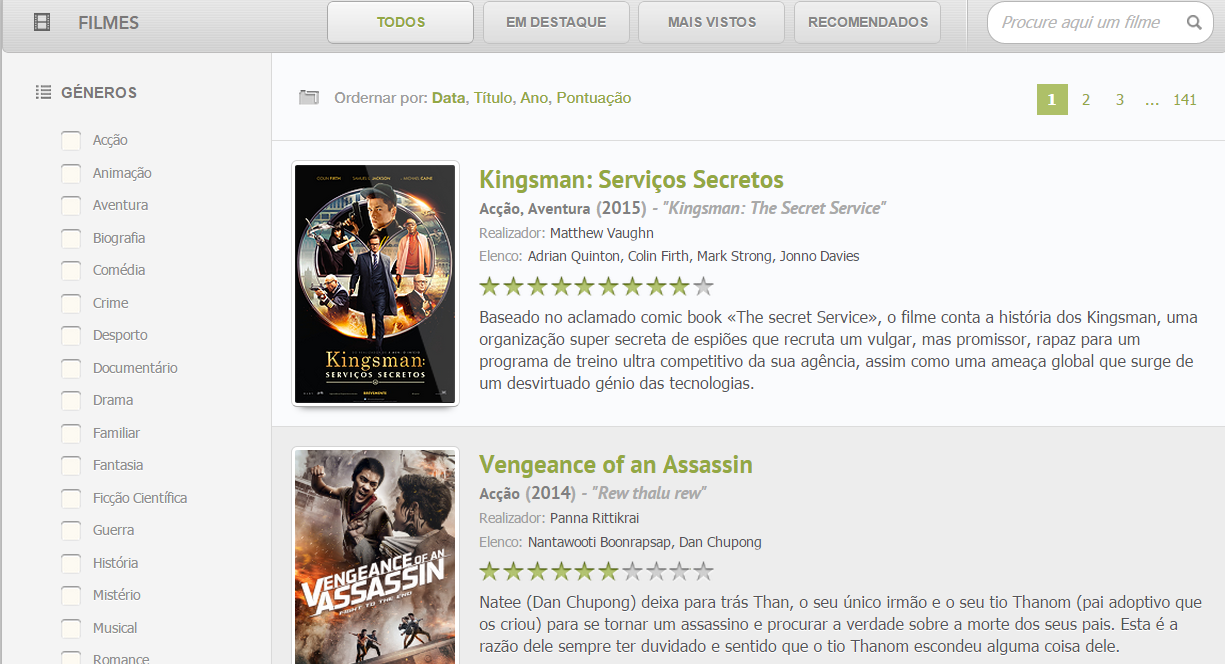 FILMES
TODOS
EM DESTAQUE
MAIS VISTOS
RECOMENDADOS
Procure aqui um filme
GÉNEROS
Acção
Animação
Aventura
Biografia
Comédia
Crime
Desporto
Documentário
Drama
Familiar
Fantasia
Ficção Científica
Guerra
História
Mistério
Musical
Romance
Ordernar por: Data, Título, Ano, Pontuação
1 2 3 ... 141
COLIN FIRTH SAMUEL L. JACKSON MICHAEL CAINE
Kingsman:
SERVIÇOS SECRETOS
BREVEMENTE
Kingsman: Serviços Secretos
Acção, Aventura (2015) - "Kingsman: The Secret Service"
Realizador: Matthew Vaughn
Elenco: Adrian Quinton, Colin Firth, Mark Strong, Jonno Davies
Baseado no aclamado comic book «The secret Service», o filme conta a história dos Kingsman, uma
organização super secreta de espiões que recruta um vulgar, mas promissor, rapaz para um
programa de treino ultra competitivo da sua agência, assim como uma ameaça global que surge de
um desvirtuado génio das tecnologias.
VENGEANCE OF AN
ASSASSIN
FIGHT TO THE END
Vengeance of an Assassin
Acção (2014) - "Rew thalu rew"
Realizador: Panna Rittikrai
Elenco: Nantawooti Boonrapsap, Dan Chupong
Natee (Dan Chupong) deixa para trás Than, o seu único irmão e o seu tio Thanom (pai adoptivo que
os criou) para se tornar um assassino e procurar a verdade sobre a morte dos seus pais. Esta é a
razão dele sempre ter duvidado e sentido que o tio Thanom escondeu alguma coisa dele.